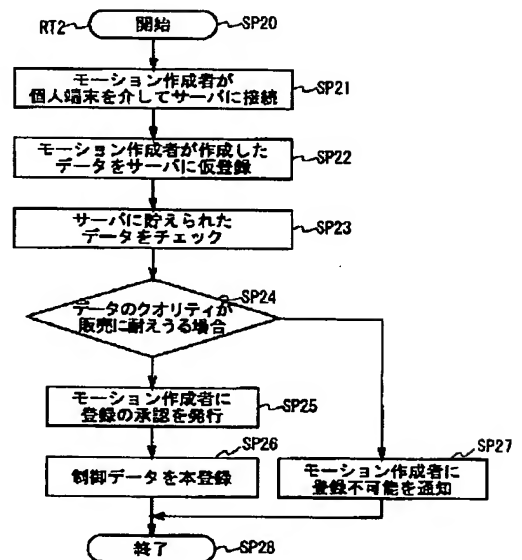 RT2
開始
SP20
モーション作成者が
個人端末を介してサーバに接続
SP21
モーション作成者が作成した
データをサーバに仮登録
SP22
サーバに貯えられた
データをチェック
SP23
SP24
データのクオリティが
販売に耐えうる場合
モーション作成者に
登録の承認を発行
SP25
SP26
制御データを本登録
SP27
モーション作成者に
登録不可能を通知
終了
SP28